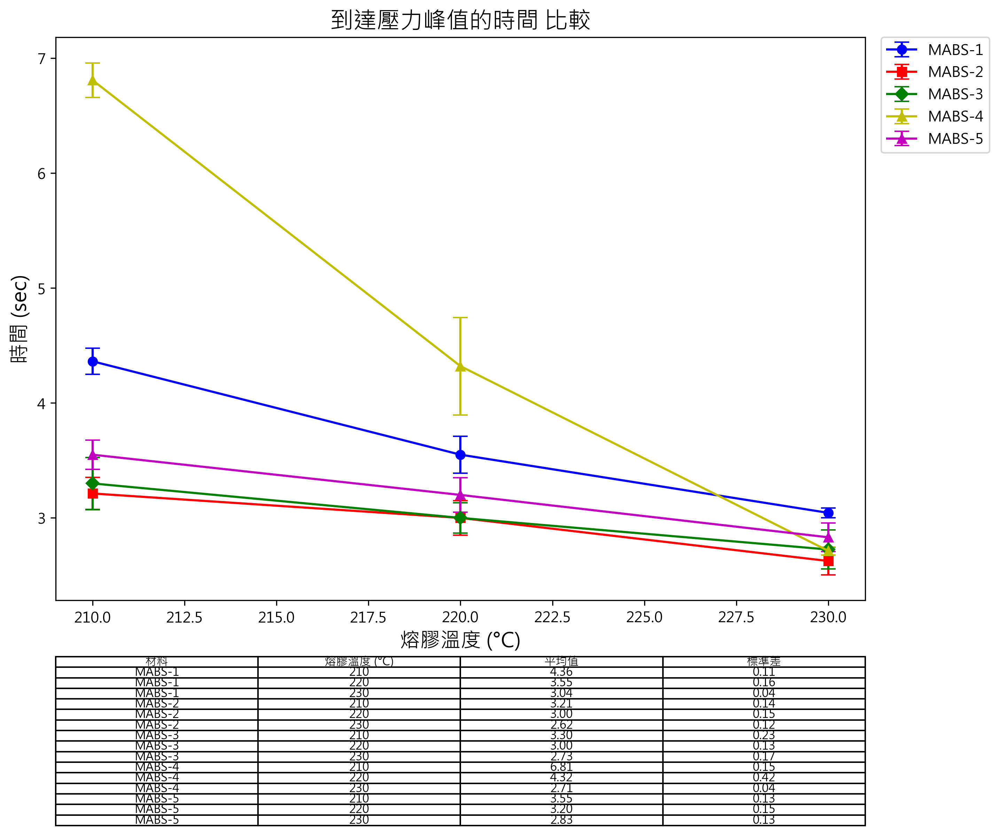 到達壓力峰值的時間 比較
MABS-1
MABS-2
MABS-3
MABS-4
MABS-5
時間 (sec)
7
6
5
4
3
210.0 212.5 215.0 217.5 220.0 222.5 225.0 227.5 230.0
熔膠溫度 (°C)
材料 熔膠溫度 (°C) 平均值 標準差
MABS-1 210 4.36 0.11
MABS-1 220 3.55 0.16
MABS-1 230 3.04 0.04
MABS-2 210 3.21 0.14
MABS-2 220 3.00 0.15
MABS-2 230 2.62 0.12
MABS-3 210 3.30 0.23
MABS-3 220 3.00 0.13
MABS-3 230 2.73 0.17
MABS-4 210 6.81 0.15
MABS-4 220 4.32 0.42
MABS-4 230 2.71 0.04
MABS-5 210 3.55 0.13
MABS-5 220 3.20 0.15
MABS-5 230 2.83 0.13